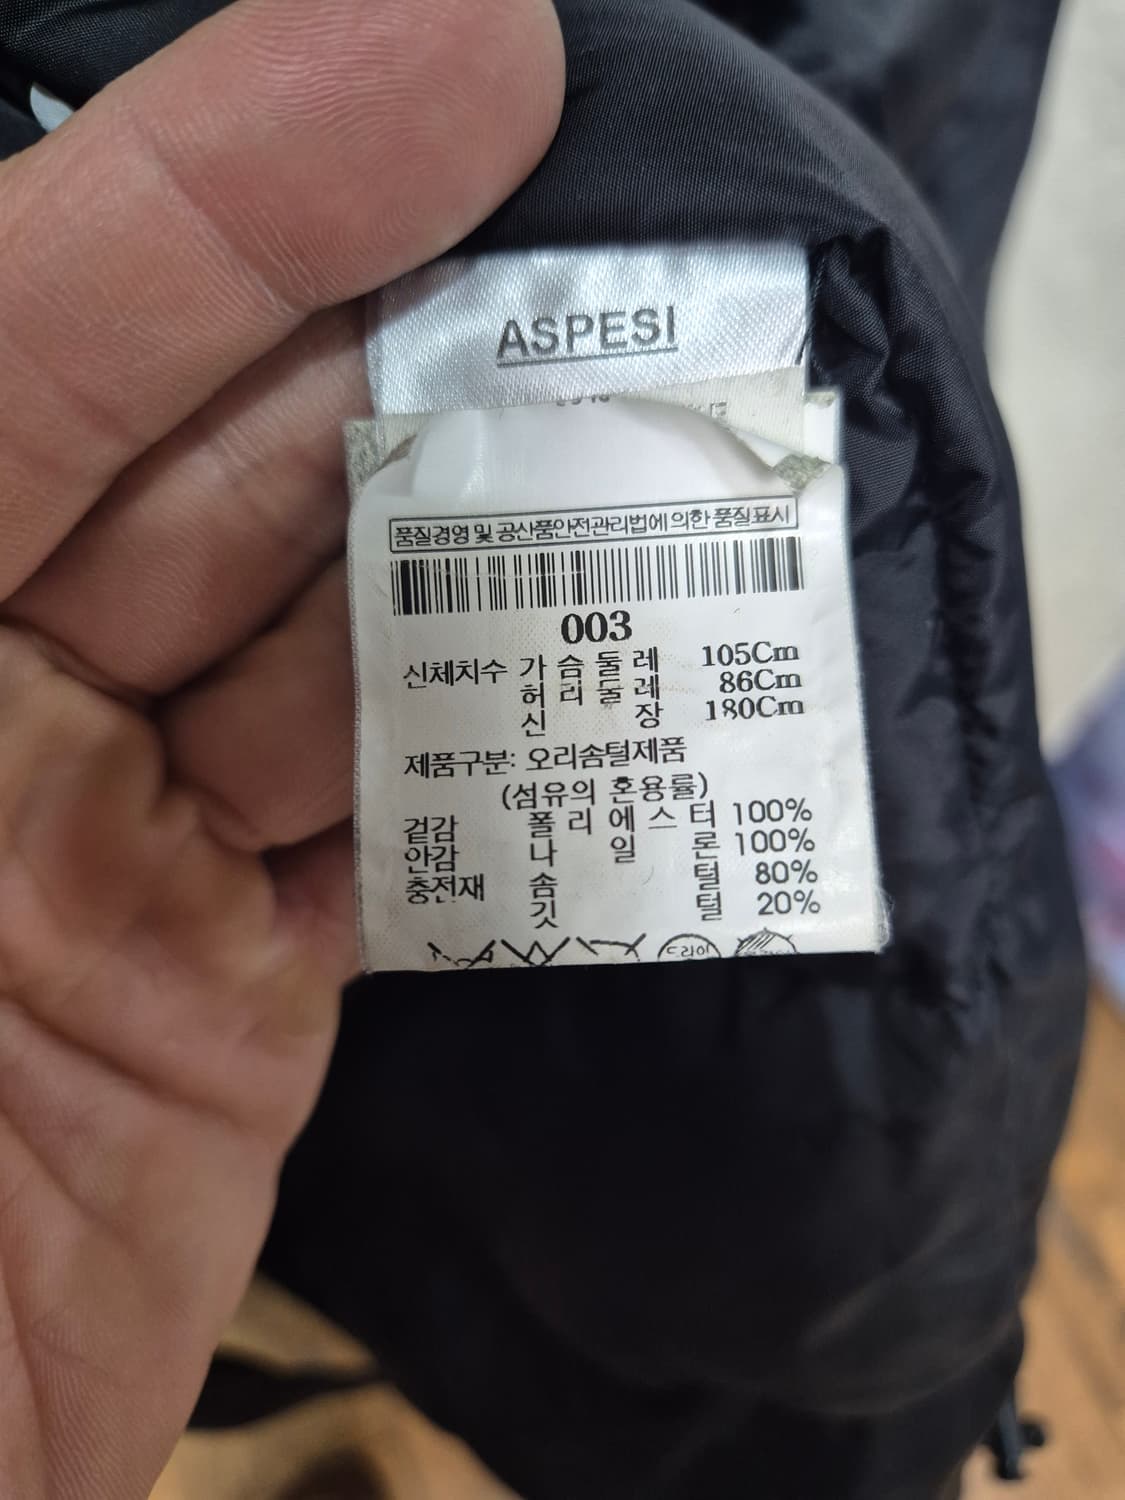 ASPESI
품질경영 및 공산품안전관리법에 의한 품질표시
003
신체치수 가슴둘레 105Cm
허리둘레 86Cm
신장 180Cm
제품구분: 오리솜털제품
(섬유의 혼용률)
겉감 폴리에스터 100%
안감 나일론 100%
충전재 솜털 80%
깃털 20%
드라이